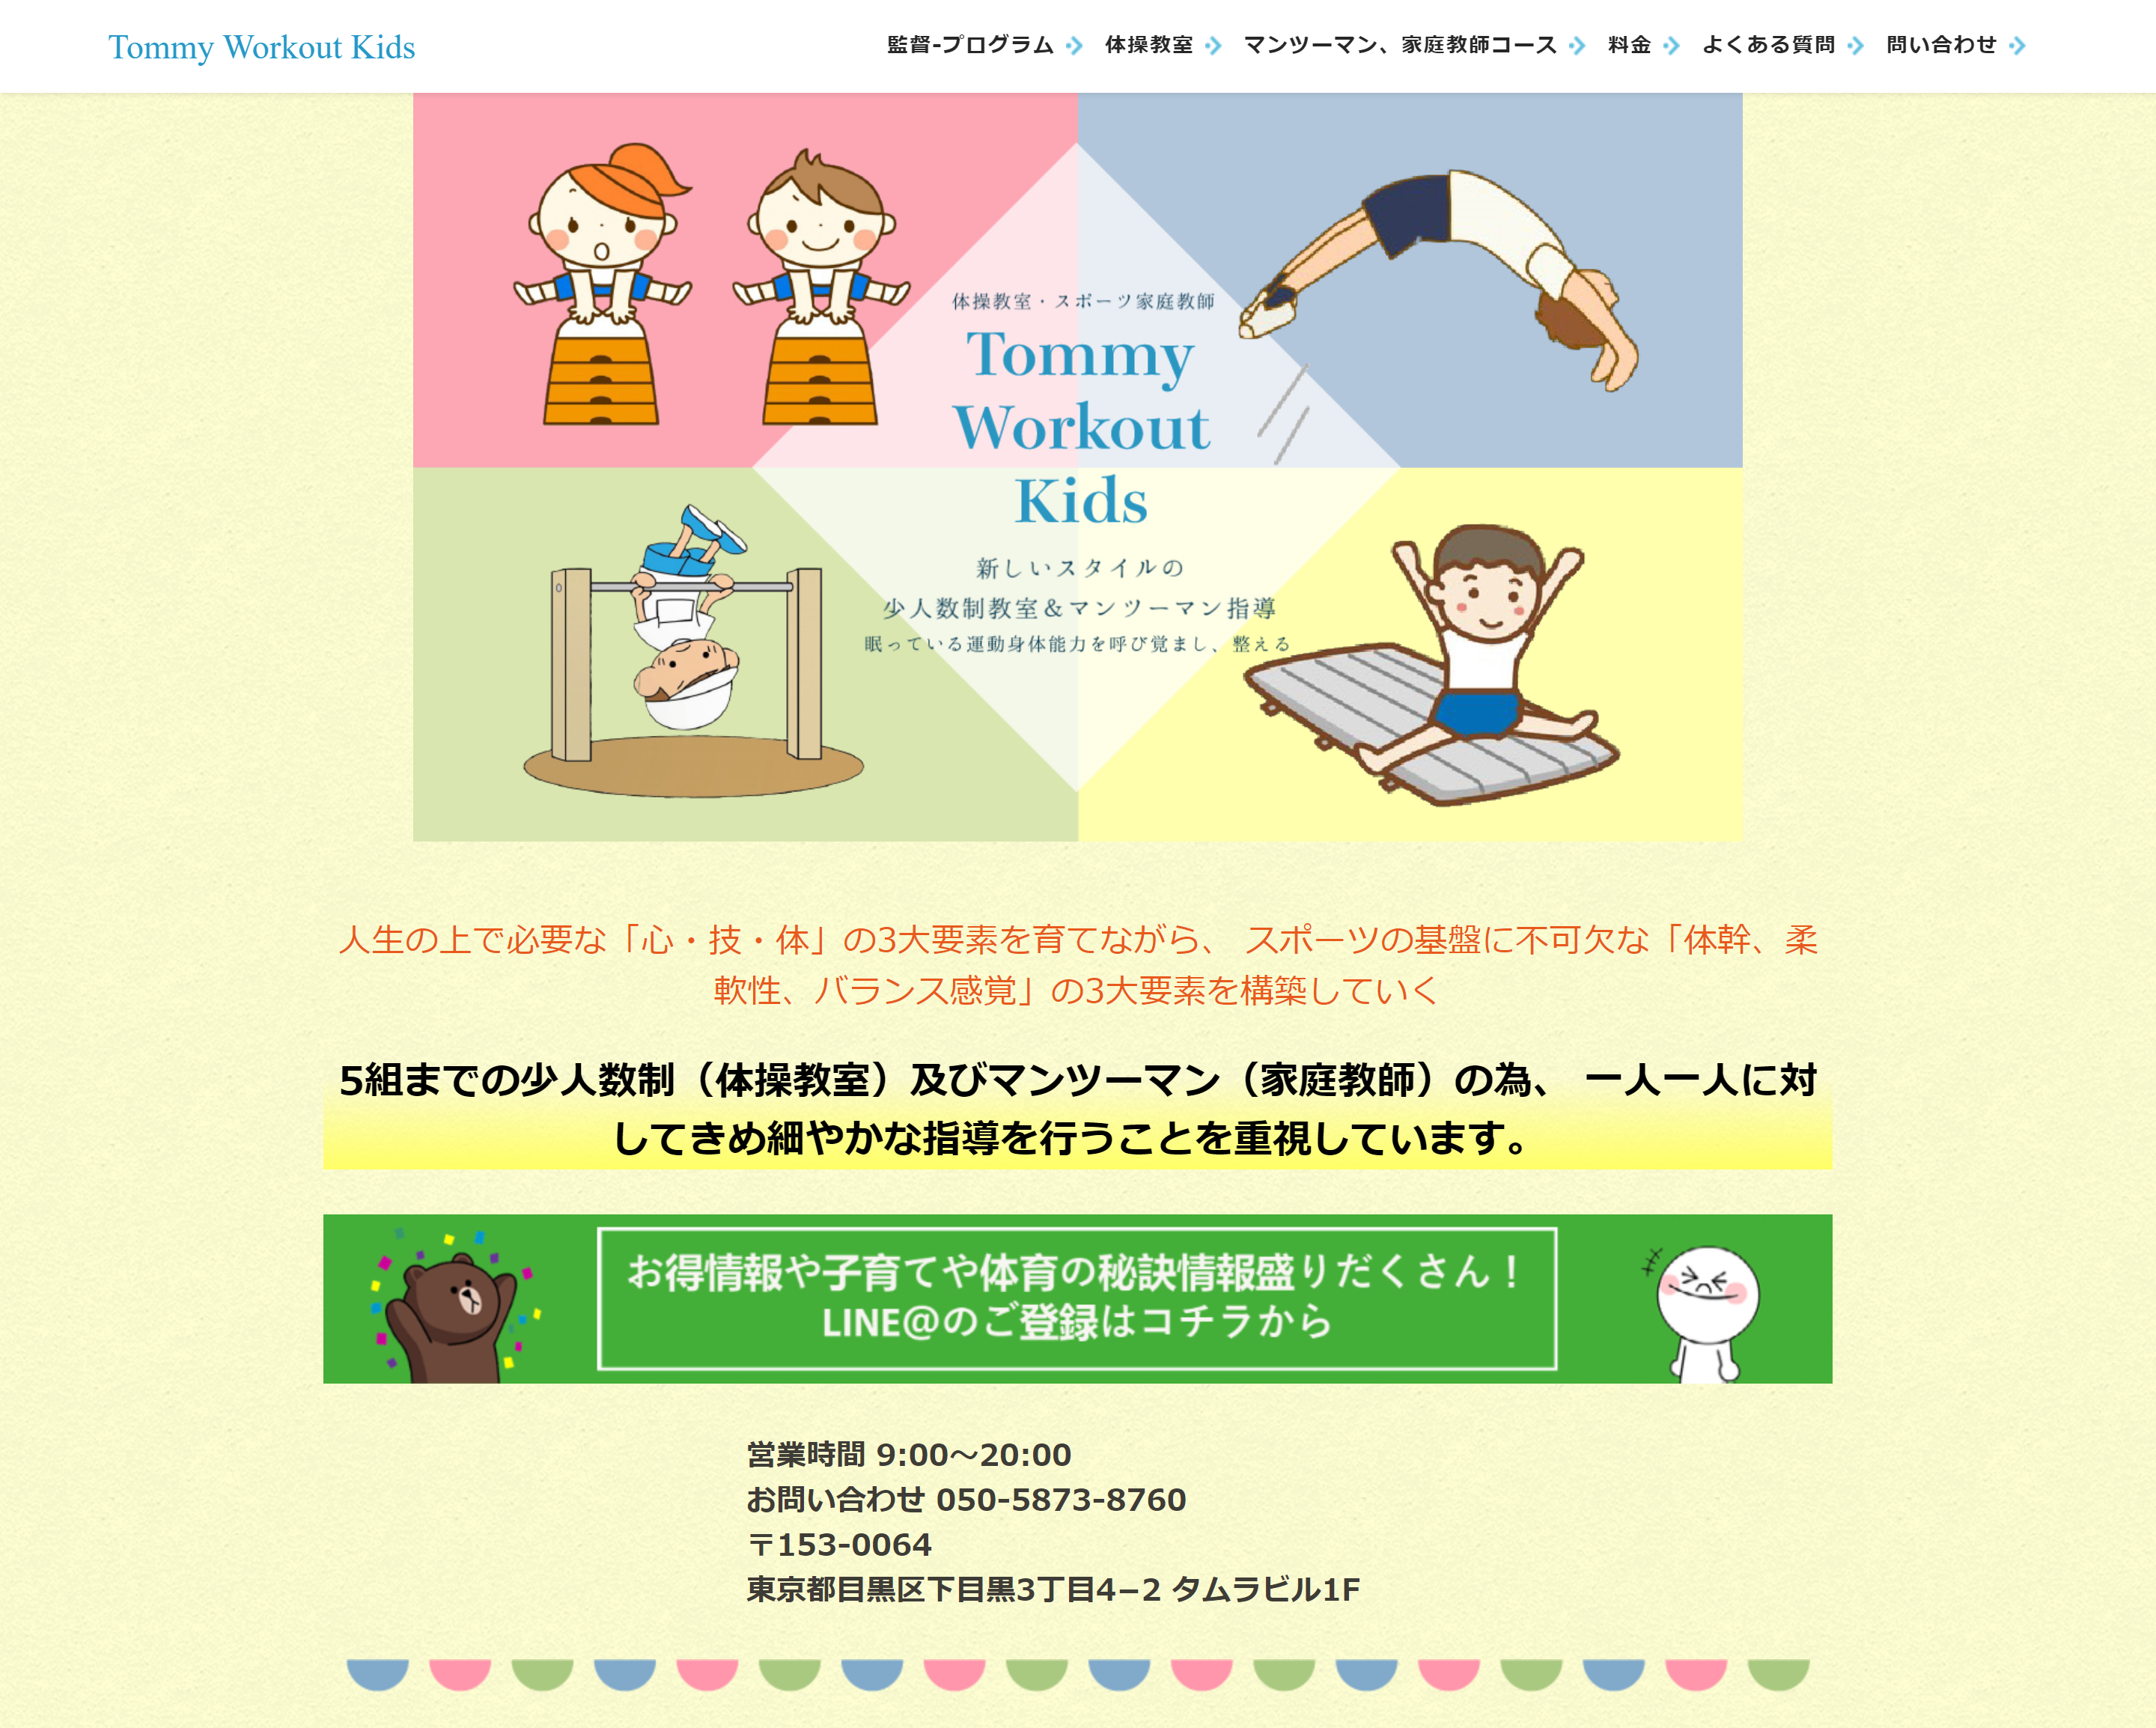 Tommy Workout Kids
監督-プログラム 体操教室 マンツーマン、家庭教師コース 料金 よくある質問 問い合わせ
体操教室・スポーツ家庭教師
Tommy
Workout
Kids
新しいスタイルの
少人数制教室＆マンツーマン指導
眠っている運動身体能力を呼び覚まし、整える
人生の上で必要な「心・技・体」の3大要素を育てながら、 スポーツの基盤に不可欠な「体幹、柔
軟性、バランス感覚」の3大要素を構築していく
5組までの少人数制（体操教室）及びマンツーマン（家庭教師）の為、 一人一人に対
してきめ細やかな指導を行うことを重視しています。
お得情報や子育てや体育の秘訣情報盛りだくさん！
LINE@のご登録はコチラから
営業時間 9:00～20:00
お問い合わせ 050-5873-8760
〒153-0064
東京都目黒区下目黒3丁目4−2 タムラビル1F